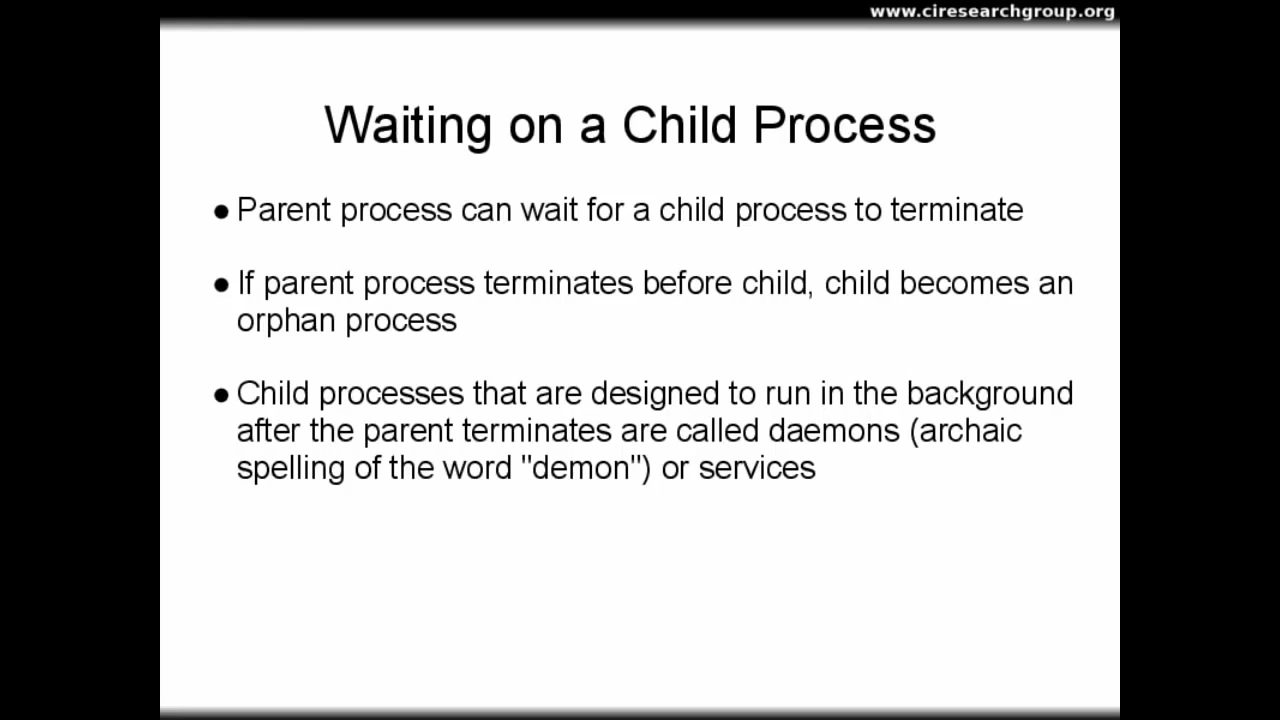 www.ciresearchgroup.org
Waiting on a Child Process
● Parent process can wait for a child process to terminate
● If parent process terminates before child, child becomes an
orphan process
● Child processes that are designed to run in the background
after the parent terminates are called daemons (archaic
spelling of the word "demon") or services